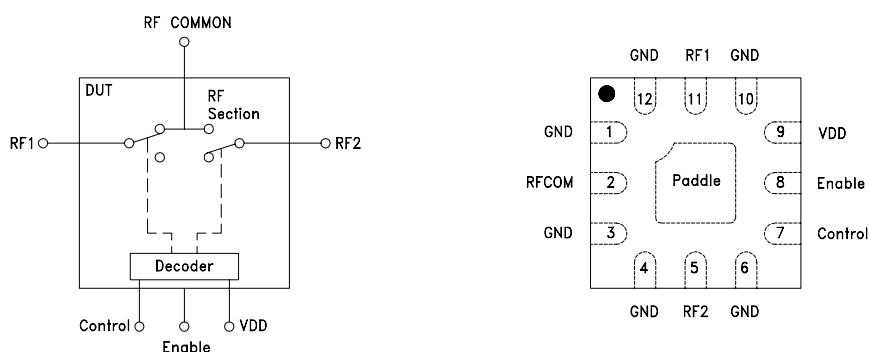 RF COMMON
DUT
RF
Section
RF1
RF2
Decoder
Control
VDD
Enable
GND RF1 GND
12 11 10
GND 1 9 VDD
RFCOM 2 Paddle 8 Enable
GND 3 7 Control
4 5 6
GND RF2 GND